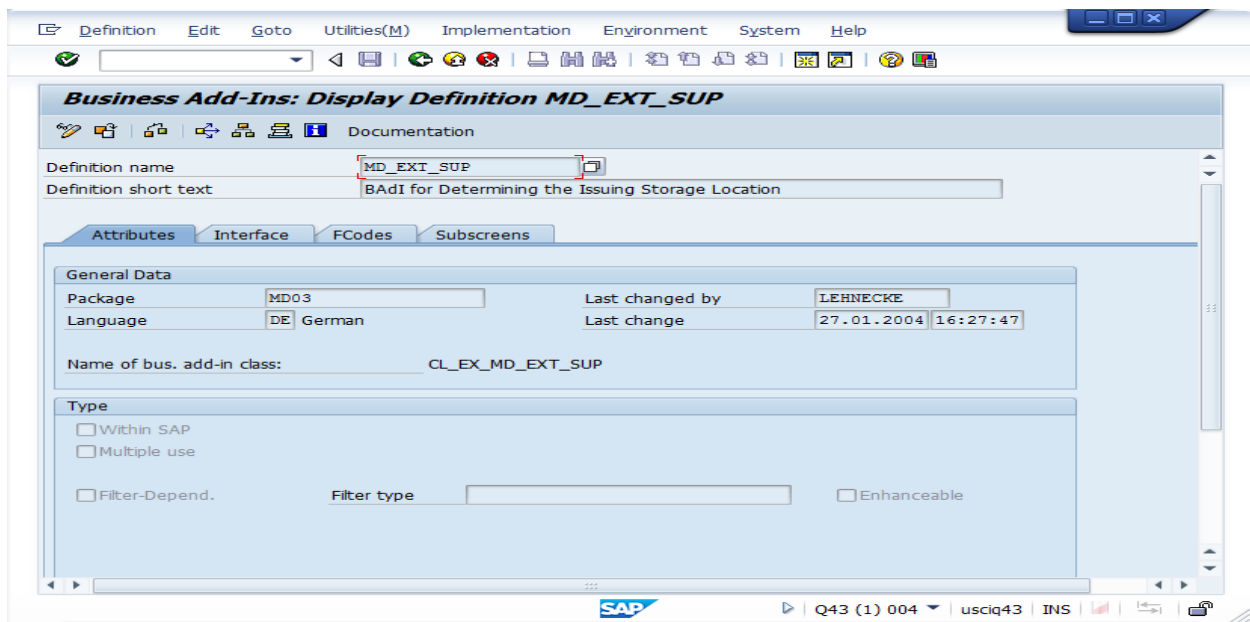 Definition Edit Goto Utilities(M) Implementation Environment System Help
Business Add-Ins: Display Definition MD_EXT_SUP
Documentation
Definition name MD_EXT_SUP
Definition short text BAdI for Determining the Issuing Storage Location
Attributes Interface FCodes Subscreens
General Data
Package MD03 Last changed by LEHNECKE
Language DE German Last change 27.01.2004 16:27:47
Name of bus. add-in class: CL_EX_MD_EXT_SUP
Type
Within SAP
Multiple use
Filter-Depend. Filter type Enhanceable
SAP Q43 (1) 004 usciq43 INS